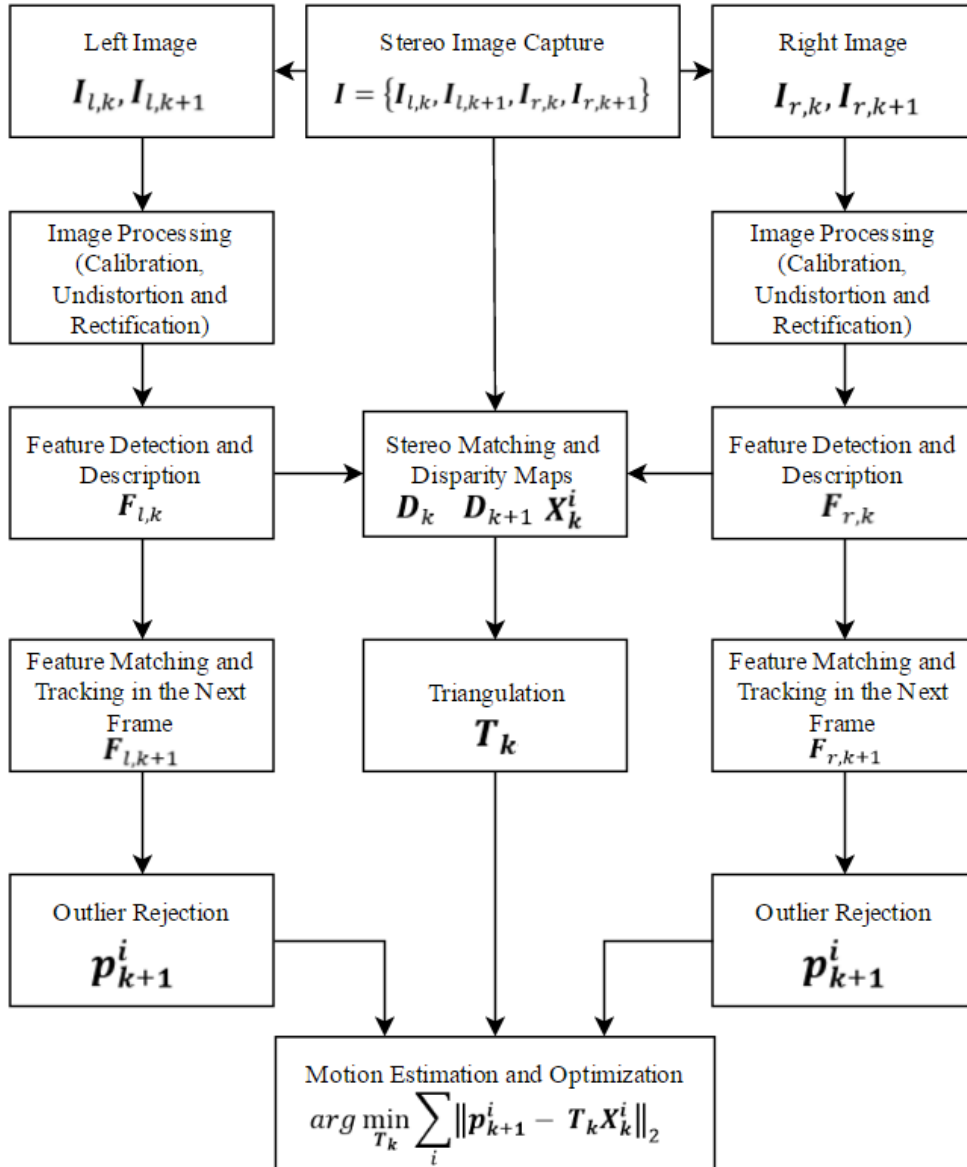 Left Image
I_{l,k}, I_{l,k+1}
Stereo Image Capture
I = {I_{l,k}, I_{l,k+1}, I_{r,k}, I_{r,k+1}}
Right Image
I_{r,k}, I_{r,k+1}
Image Processing
(Calibration,
Undistortion and
Rectification)
Image Processing
(Calibration,
Undistortion and
Rectification)
Feature Detection and
Description
F_{l,k}
Stereo Matching and
Disparity Maps
D_k D_{k+1} X_k^i
Feature Detection and
Description
F_{r,k}
Feature Matching and
Tracking in the Next
Frame
F_{l,k+1}
Triangulation
T_k
Feature Matching and
Tracking in the Next
Frame
F_{r,k+1}
Outlier Rejection
p_{k+1}^i
Outlier Rejection
p_{k+1}^i
Motion Estimation and Optimization
arg min_{T_k} ∑_i ‖p_{k+1}^i − T_k X_k^i‖_2